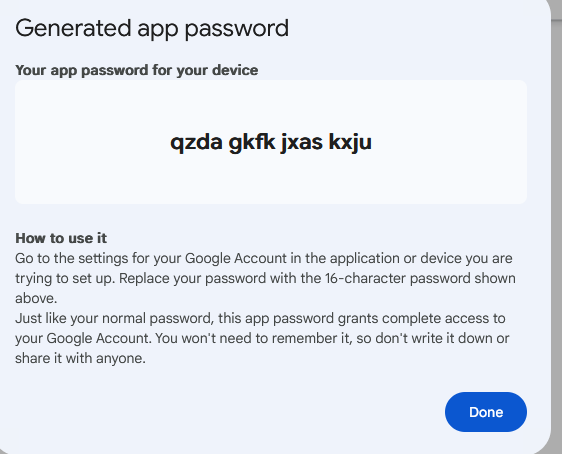 Generated app password
Your app password for your device
qzda gkfk jxas kxju
How to use it
Go to the settings for your Google Account in the application or device you are
trying to set up. Replace your password with the 16-character password shown
above.
Just like your normal password, this app password grants complete access to
your Google Account. You won't need to remember it, so don't write it down or
share it with anyone.
Done